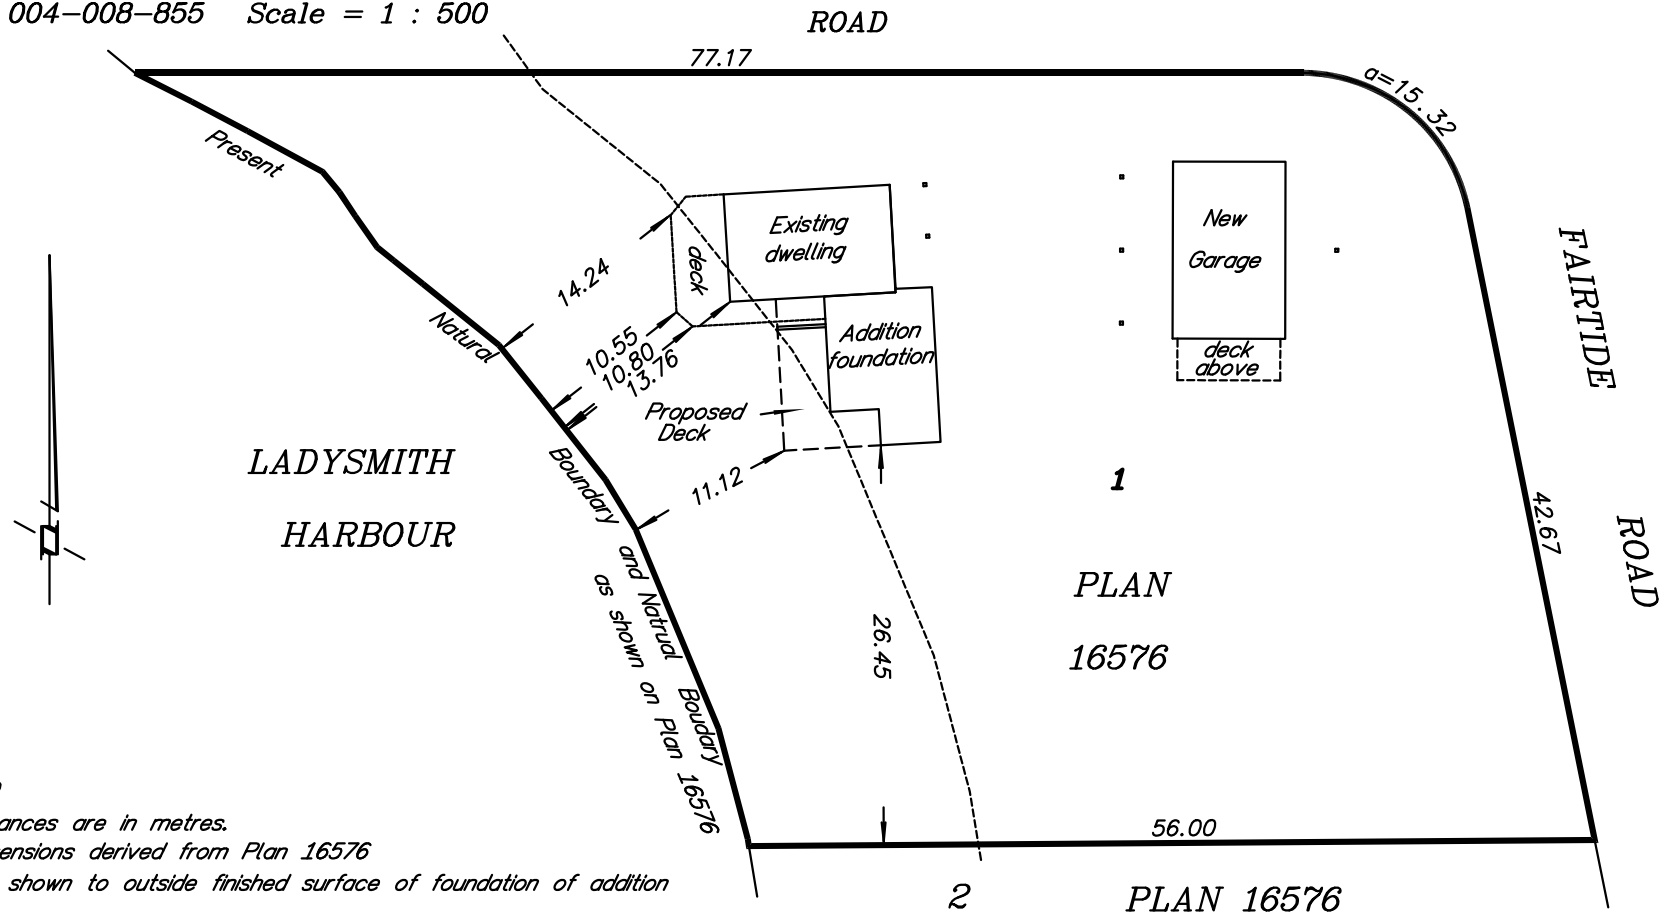 004-008-855 Scale = 1 : 500
ROAD
77.17
a=15.32
Present
Natural
14.24
deck
Existing
dwelling
New
Garage
deck
above
FAIRTIDE
ROAD
10.55
10.80
13.76
Addition
foundation
Proposed
Deck
11.12
LADYSMITH
HARBOUR
Boundary
and Natrual Boudary
as shown on Plan 16576
1
PLAN
16576
42.67
26.45
56.00
ances are in metres.
ensions derived from Plan 16576
shown to outside finished surface of foundation of addition
2 PLAN 16576